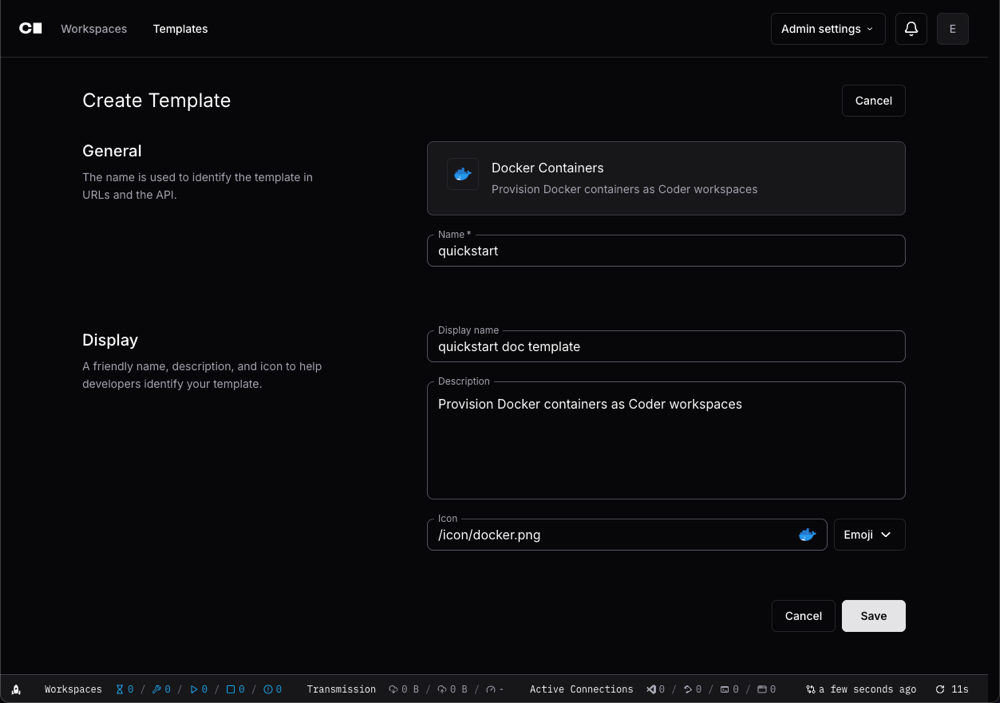 Workspaces Templates Admin settings E
Create Template Cancel
General
The name is used to identify the template in
URLs and the API.
Docker Containers
Provision Docker containers as Coder workspaces
Name *
quickstart
Display
A friendly name, description, and icon to help
developers identify your template.
Display name
quickstart doc template
Description
Provision Docker containers as Coder workspaces
Icon
/icon/docker.png
Emoji
Cancel Save
Workspaces 0 / 0 / 0 / 0 / 0 Transmission 0 B / 0 B / - Active Connections 0 / 0 / 0 / 0 a few seconds ago 11s